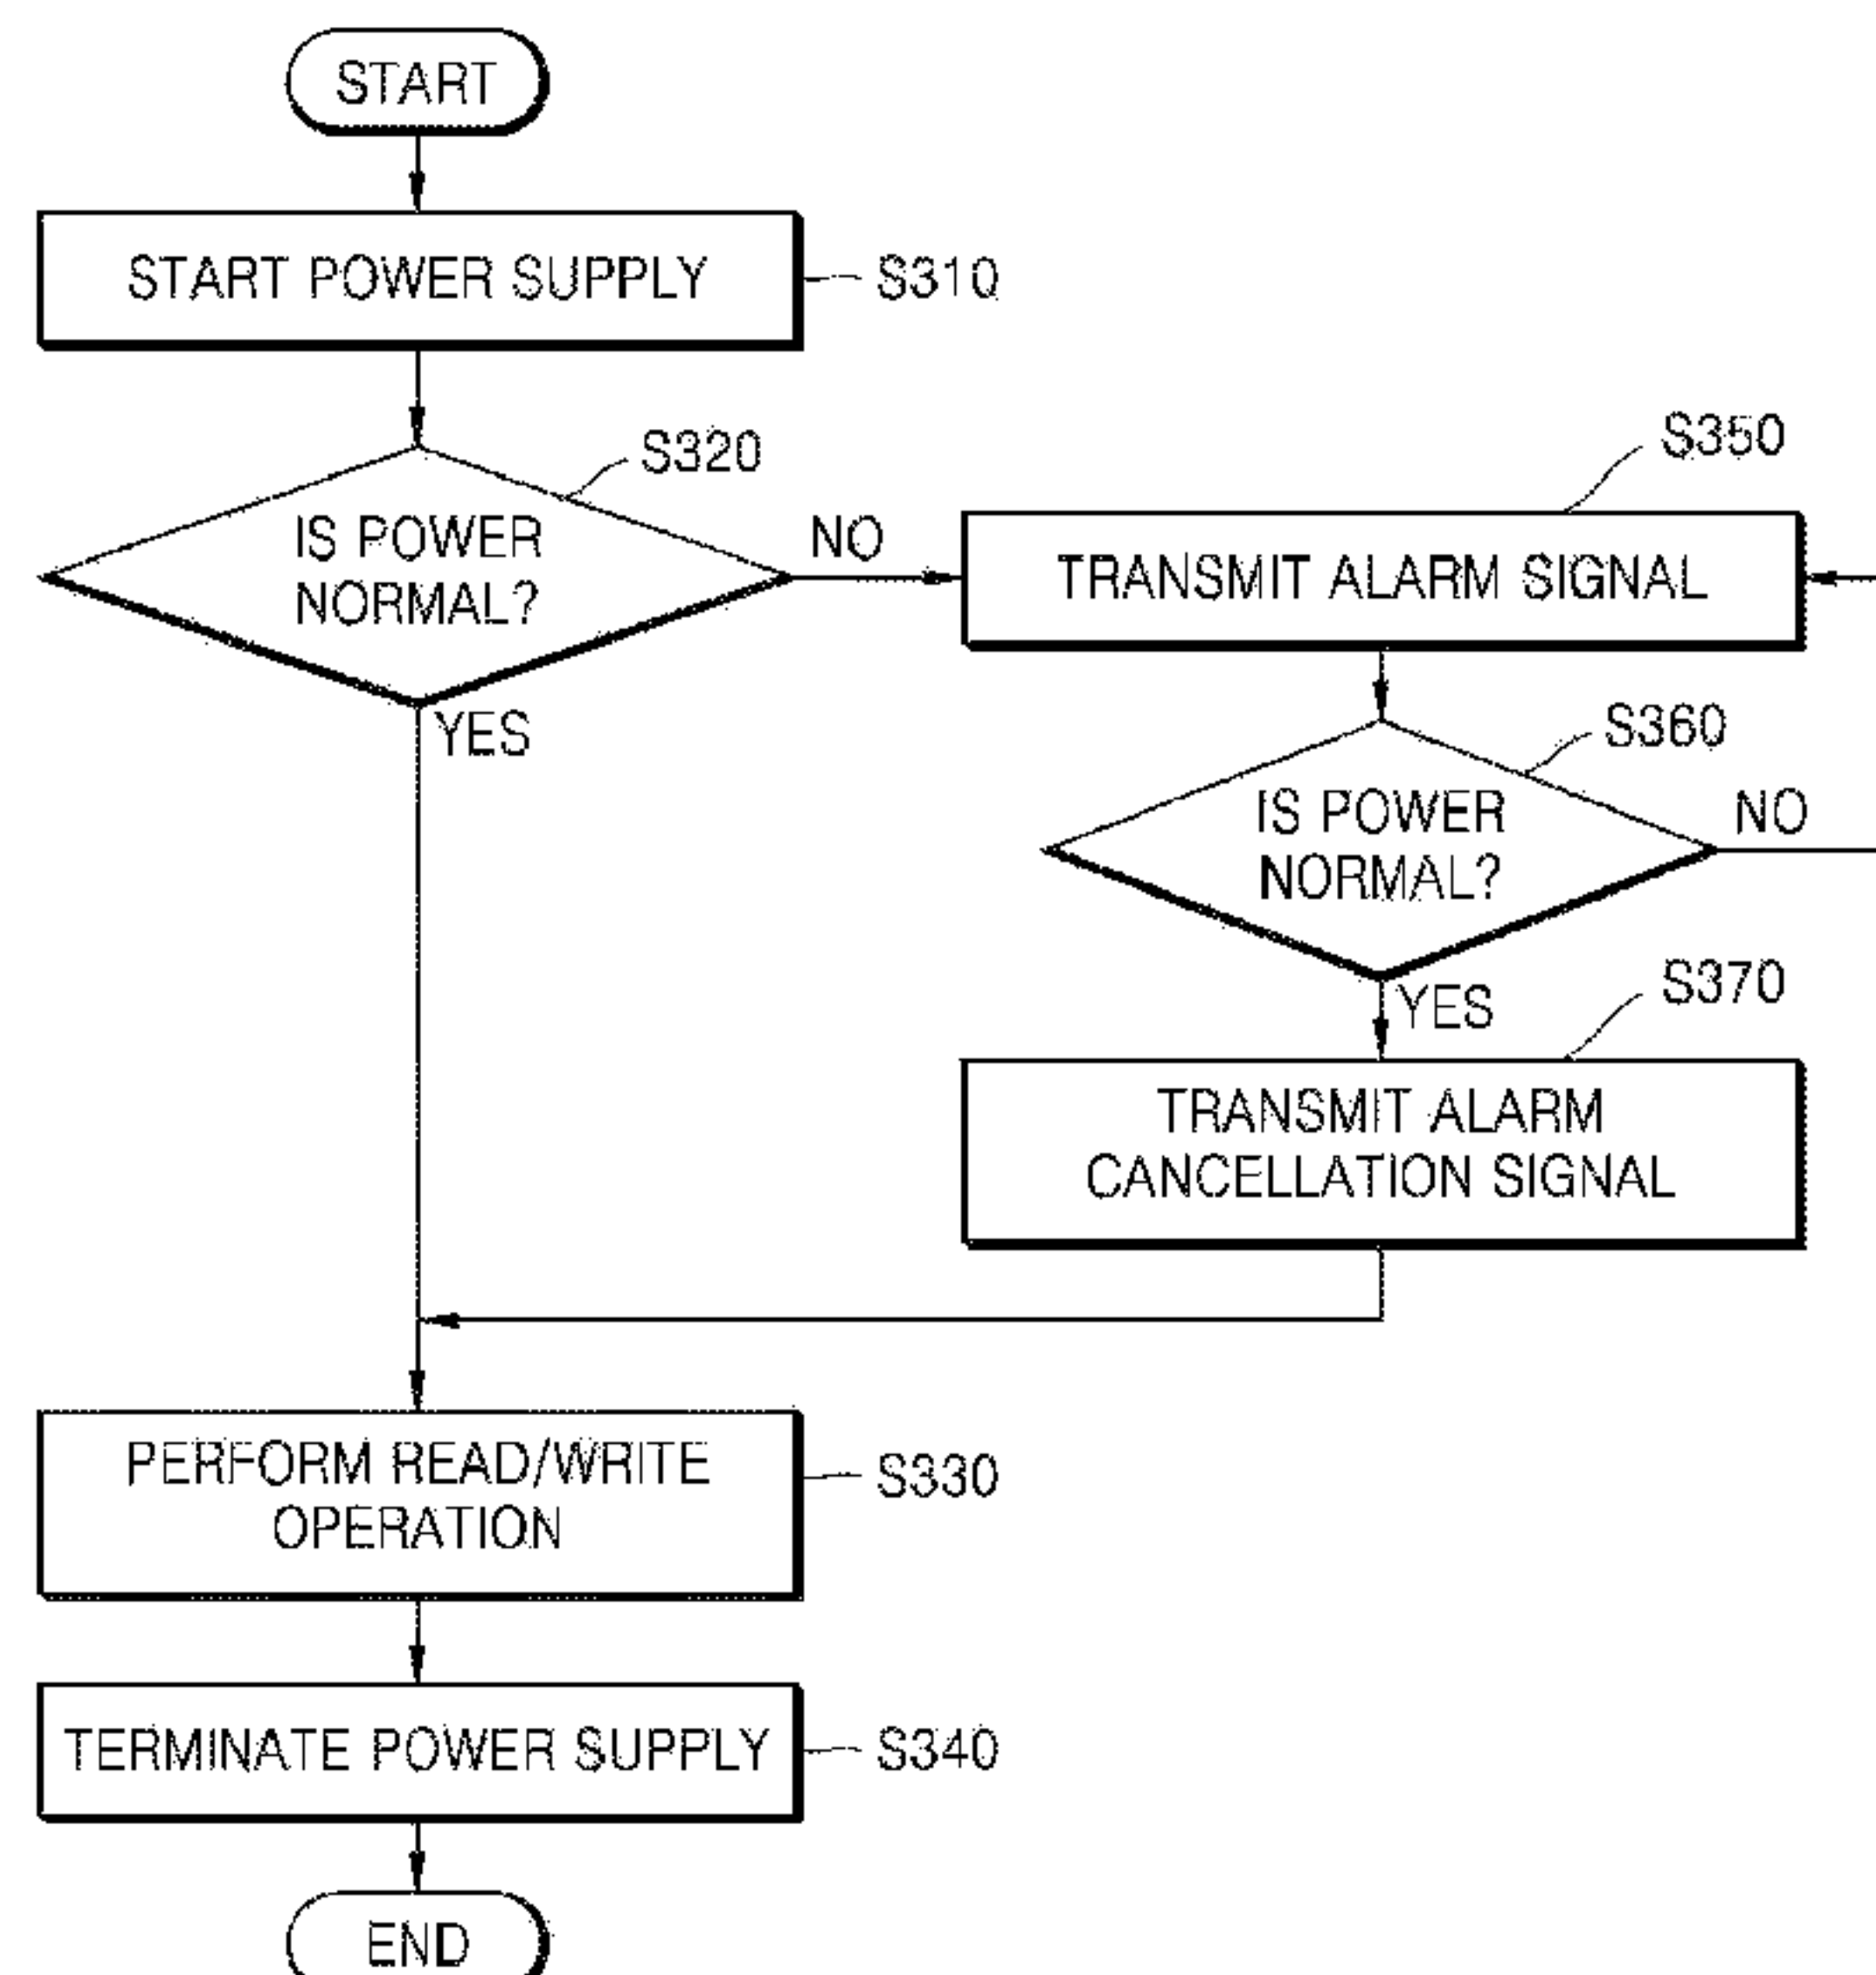 START
START POWER SUPPLY
S310
S320
IS POWER
NORMAL?
NO
YES
S350
TRANSMIT ALARM SIGNAL
S360
IS POWER
NORMAL?
NO
YES
S370
TRANSMIT ALARM
CANCELLATION SIGNAL
PERFORM READ/WRITE
OPERATION
S330
TERMINATE POWER SUPPLY
S340
END